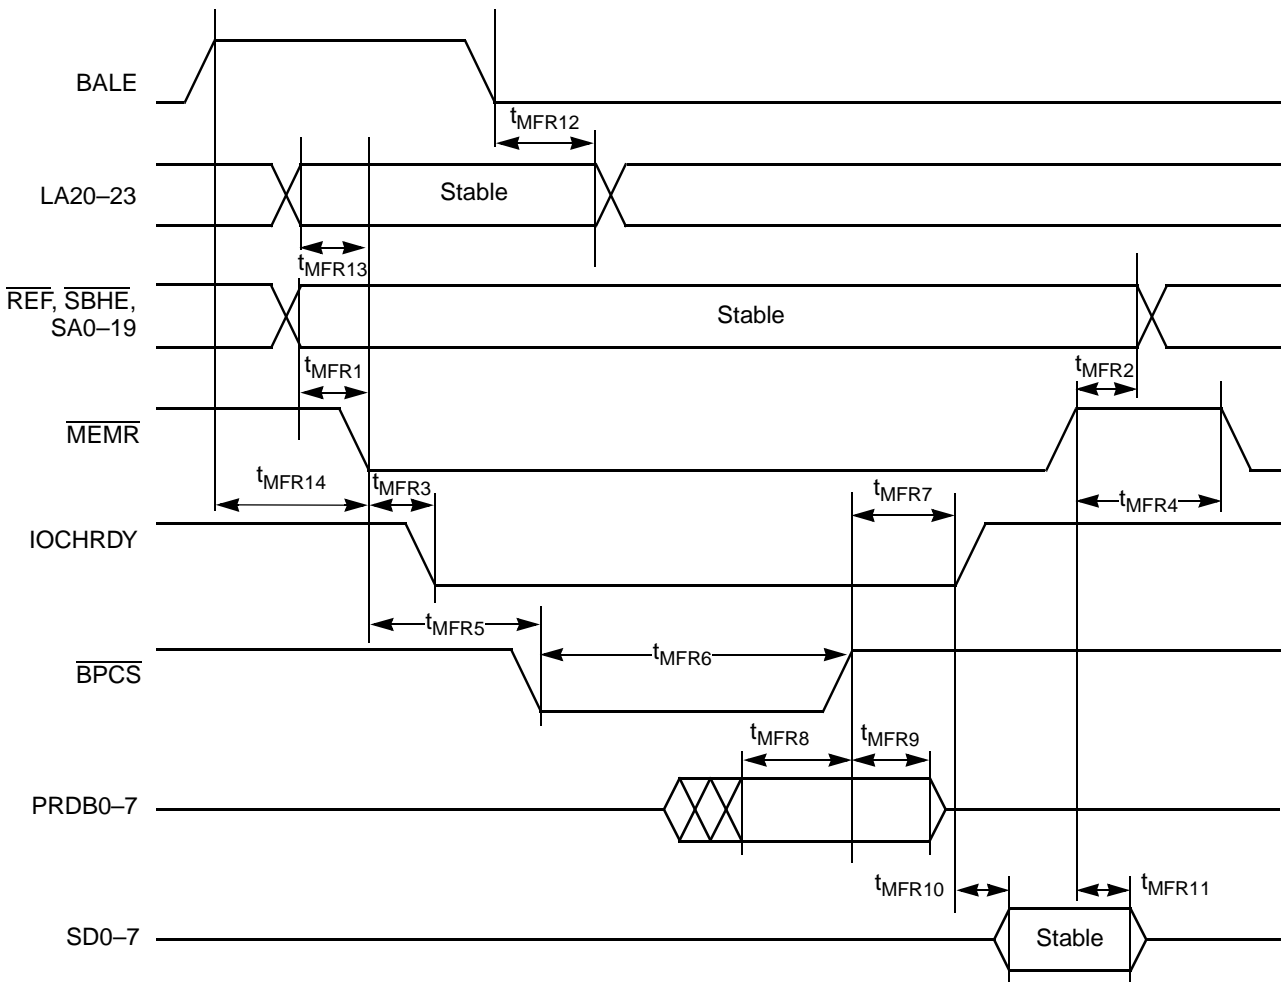 BALE
tMFR12
LA20–23
Stable
tMFR13
REF, SBHE,
SA0–19
Stable
tMFR1
tMFR2
MEMR
tMFR14
tMFR3
tMFR7
tMFR4
IOCHRDY
tMFR5
tMFR6
BPCS
tMFR8
tMFR9
PRDB0–7
tMFR10
tMFR11
SD0–7
Stable